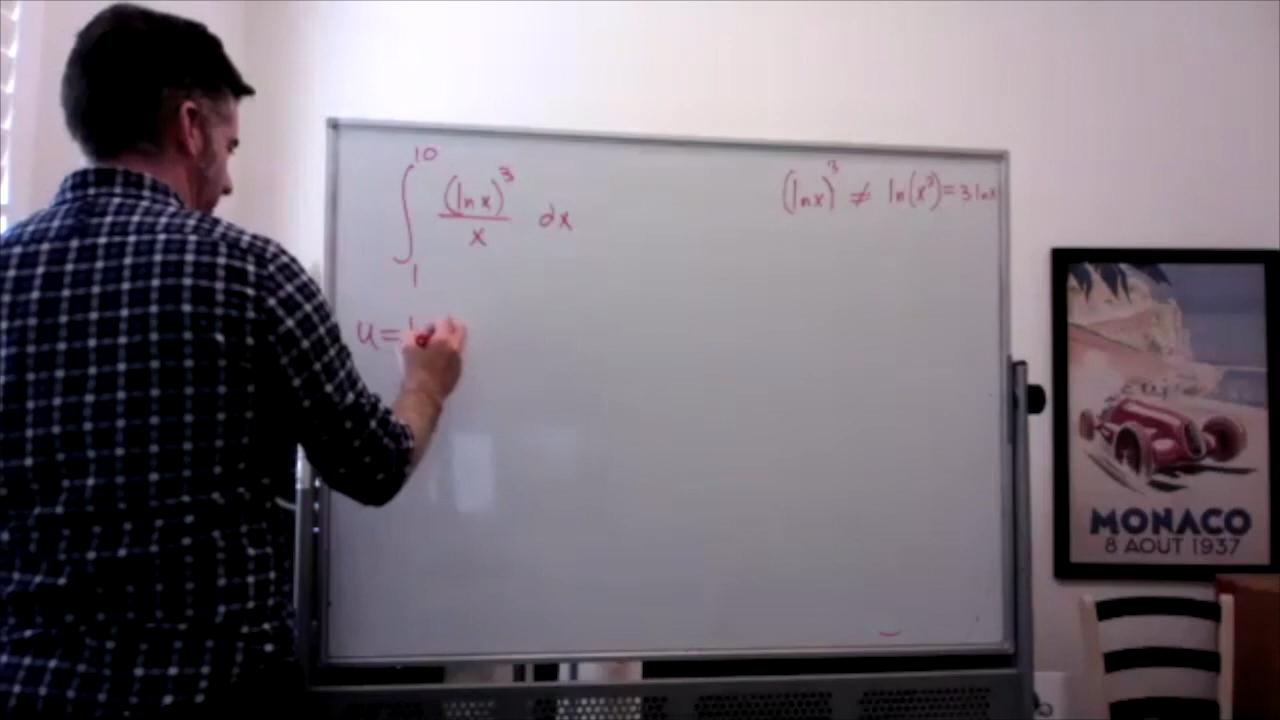 ∫₁¹⁰ (ln x)³ / x dx
(ln x)³ ≠ ln(x³) = 3 ln x
u =
MONACO
8 AOUT 1937